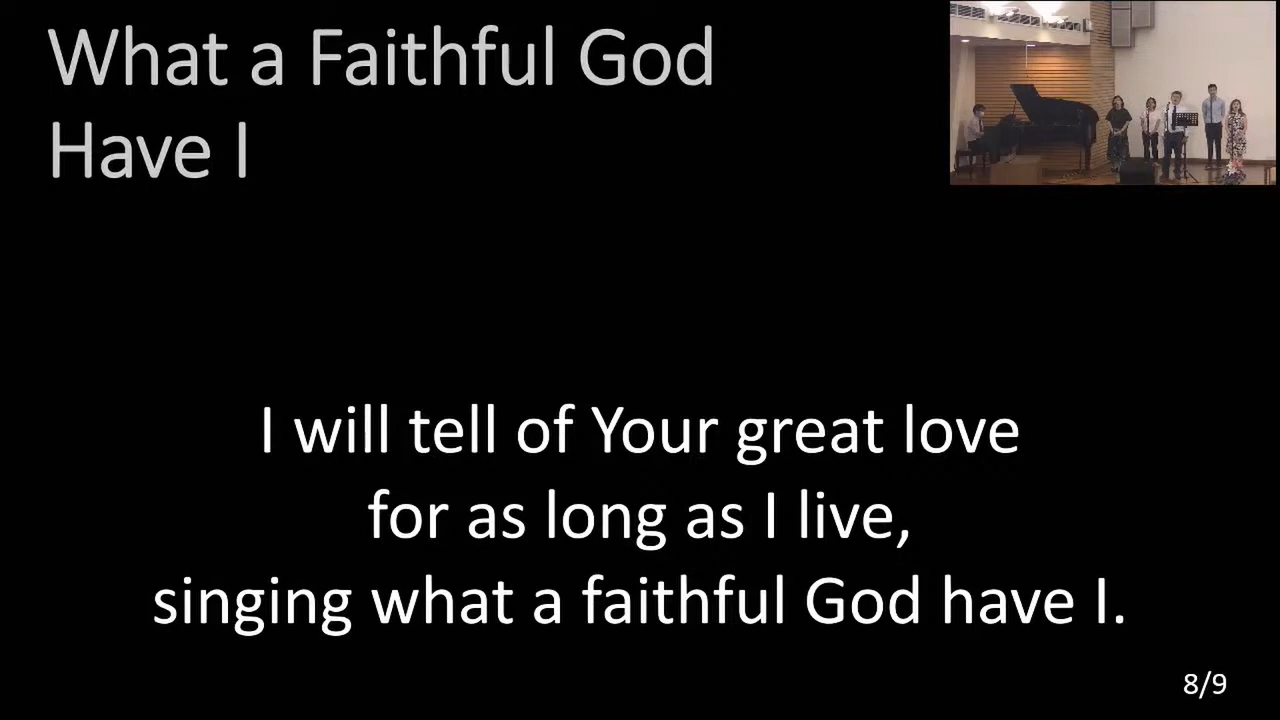 What a Faithful God
Have I
I will tell of Your great love
for as long as I live,
singing what a faithful God have I.
8/9